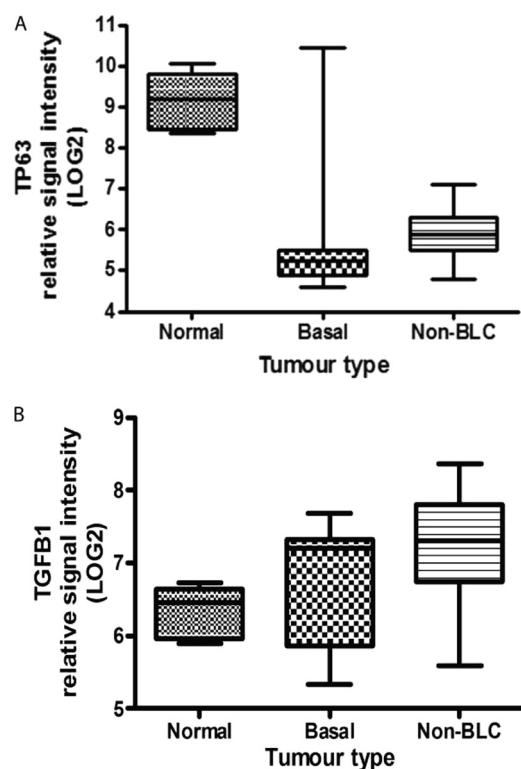 A
TP63
relative signal intensity
(LOG2)
11
10
9
8
7
6
5
4
Normal Basal Non-BLC
Tumour type
B
TGFB1
relative signal intensity
(LOG2)
9
8
7
6
5
Normal Basal Non-BLC
Tumour type